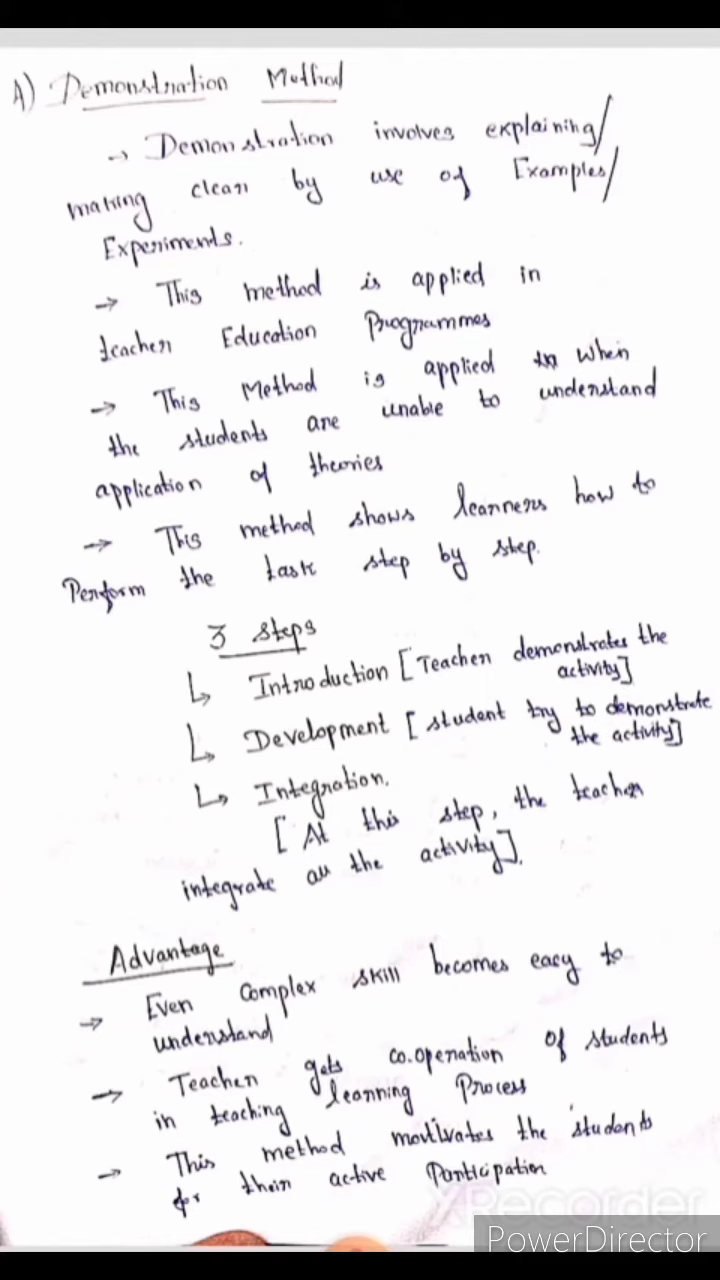 A) Demonstration Method
→ Demonstration involves explaining/
making clear by use of Examples/
Experiments.
→ This method is applied in
teacher Education Programmes
→ This Method is applied when
the students are unable to understand
application of theories
→ This method shows learners how to
Perform the task step by step.
3 steps
↳ Introduction [Teacher demonstrates the
activity]
↳ Development [student try to demonstrate
the activity]
↳ Integration.
[At this step, the teacher
integrate all the activity].
Advantage
→ Even complex skill becomes easy to
understand
→ Teacher gets co.operation of students
in teaching learning Process
→ This method motivates the students
for their active Participation
XRecorder
PowerDirector